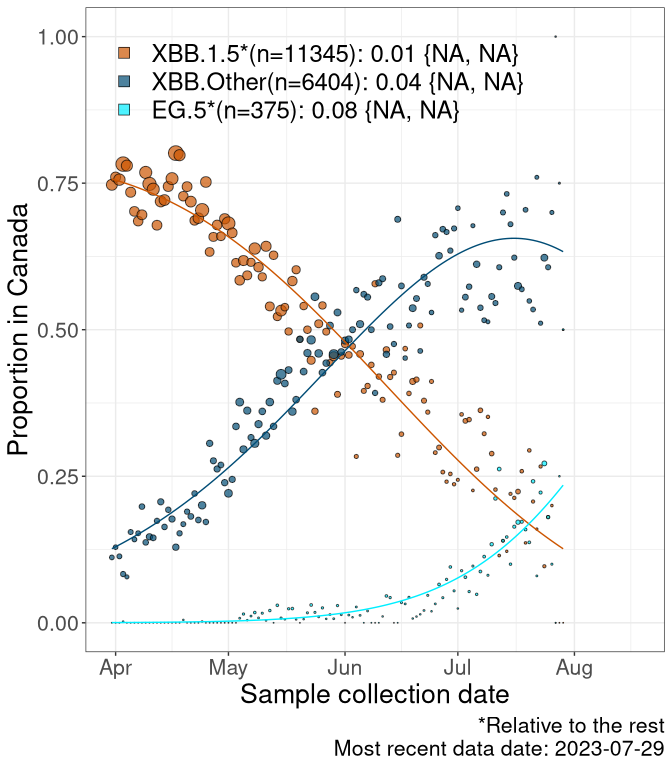 1.00
XBB.1.5*(n=11345): 0.01 {NA, NA}
XBB.Other(n=6404): 0.04 {NA, NA}
EG.5*(n=375): 0.08 {NA, NA}
0.75
0.50
0.25
0.00
Proportion in Canada
Apr May Jun Jul Aug
Sample collection date
*Relative to the rest
Most recent data date: 2023-07-29